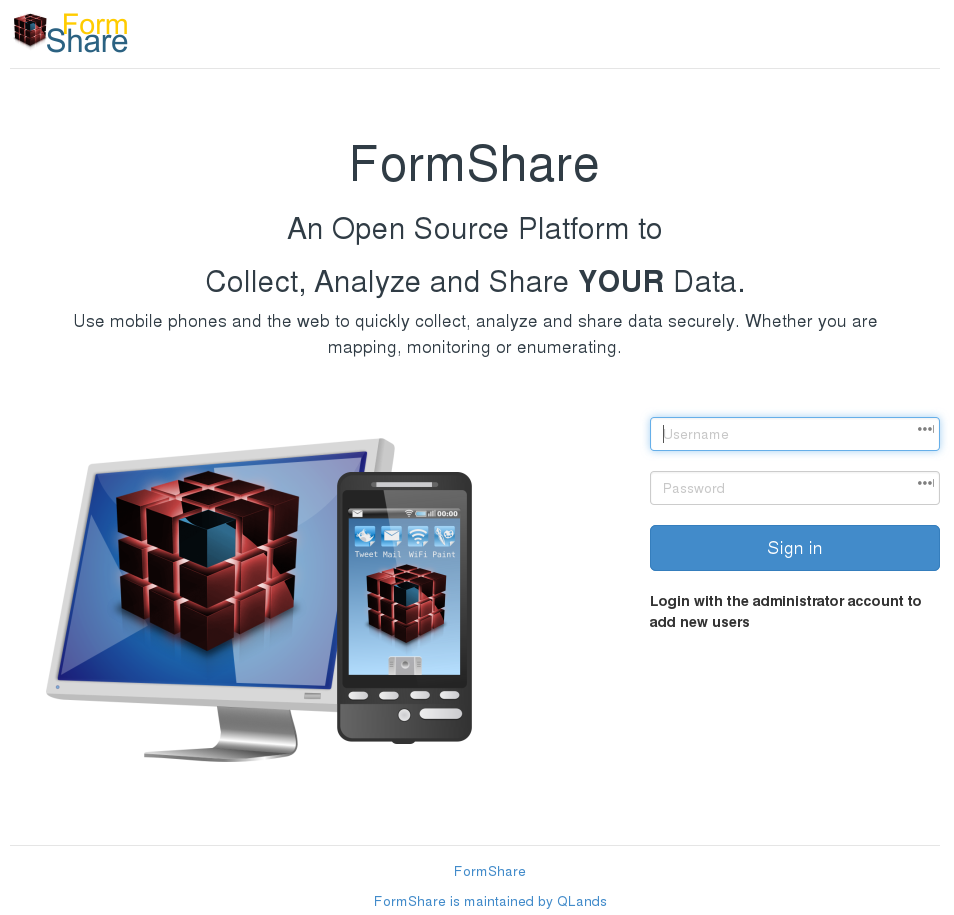 Form
Share
FormShare
An Open Source Platform to
Collect, Analyze and Share YOUR Data.
Use mobile phones and the web to quickly collect, analyze and share data securely. Whether you are
mapping, monitoring or enumerating.
Username
Password
Sign in
Login with the administrator account to
add new users
00:00
Tweet Mail WiFi Paint
FormShare
FormShare is maintained by QLands